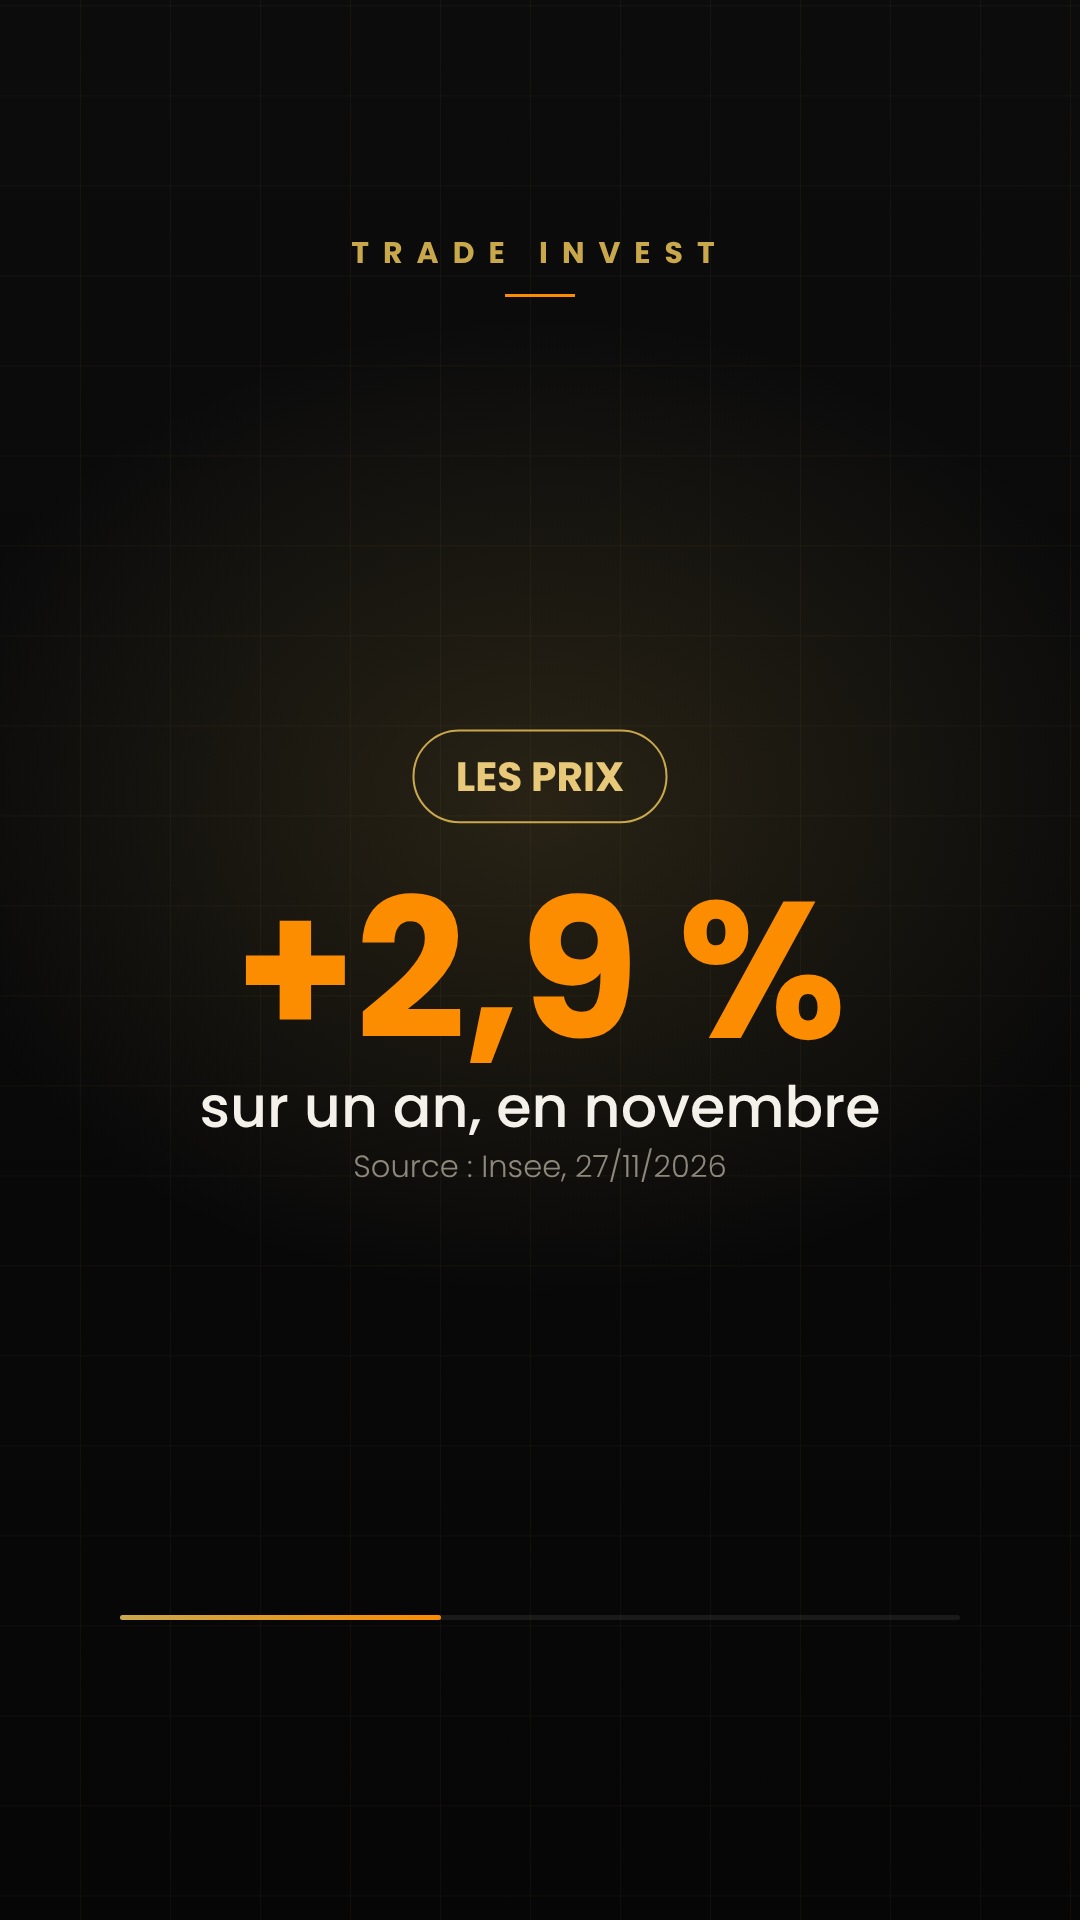 TRADE INVEST
LES PRIX
+2,9 %
sur un an, en novembre
Source : Insee, 27/11/2026